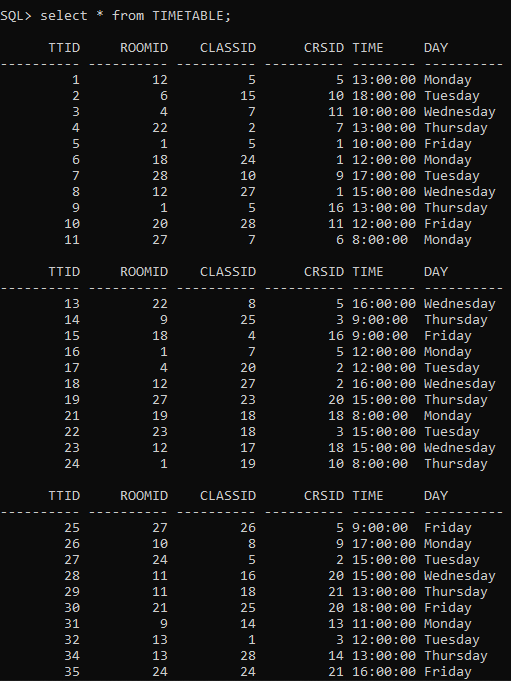 SQL> select * from TIMETABLE;
TTID ROOMID CLASSID CRSID TIME DAY
---------- ---------- ---------- ---------- -------- ----------
1 12 5 5 13:00:00 Monday
2 6 15 10 18:00:00 Tuesday
3 4 7 11 10:00:00 Wednesday
4 22 2 7 13:00:00 Thursday
5 1 5 1 10:00:00 Friday
6 18 24 1 12:00:00 Monday
7 28 10 9 17:00:00 Tuesday
8 12 27 1 15:00:00 Wednesday
9 1 5 16 13:00:00 Thursday
10 20 28 11 12:00:00 Friday
11 27 7 6 8:00:00 Monday
TTID ROOMID CLASSID CRSID TIME DAY
---------- ---------- ---------- ---------- -------- ----------
13 22 8 5 16:00:00 Wednesday
14 9 25 3 9:00:00 Thursday
15 18 4 16 9:00:00 Friday
16 1 7 5 12:00:00 Monday
17 4 20 2 12:00:00 Tuesday
18 12 27 2 16:00:00 Wednesday
19 27 23 20 15:00:00 Thursday
21 19 18 18 8:00:00 Monday
22 23 18 3 15:00:00 Tuesday
23 12 17 18 15:00:00 Wednesday
24 1 19 10 8:00:00 Thursday
TTID ROOMID CLASSID CRSID TIME DAY
---------- ---------- ---------- ---------- -------- ----------
25 27 26 5 9:00:00 Friday
26 10 8 9 17:00:00 Monday
27 24 5 2 15:00:00 Tuesday
28 11 16 20 15:00:00 Wednesday
29 11 18 21 13:00:00 Thursday
30 21 25 20 18:00:00 Friday
31 9 14 13 11:00:00 Monday
32 13 1 3 12:00:00 Tuesday
34 13 28 14 13:00:00 Thursday
35 24 24 21 16:00:00 Friday